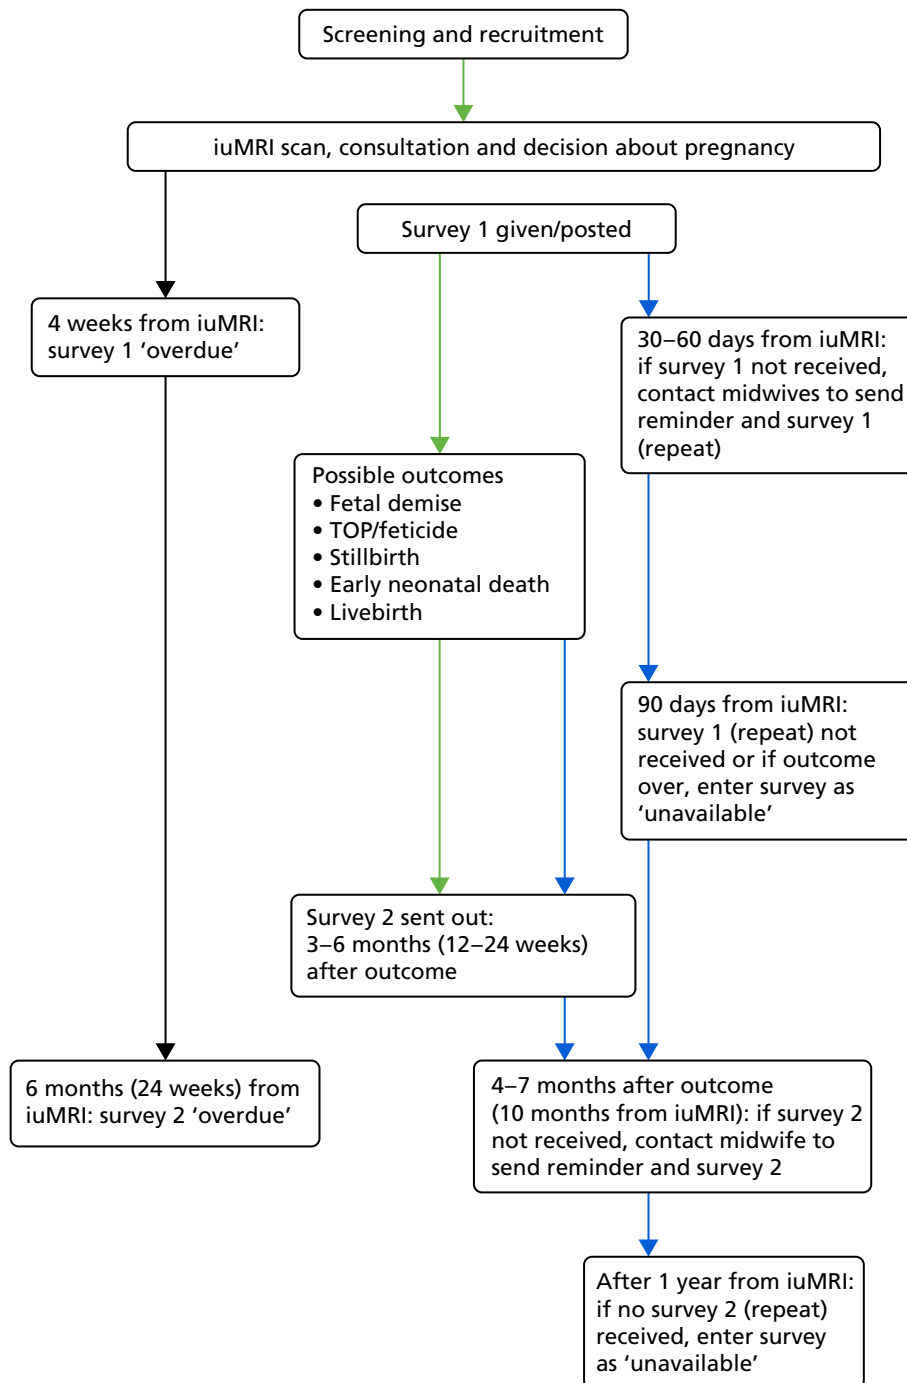 Screening and recruitment
iuMRI scan, consultation and decision about pregnancy
Survey 1 given/posted
4 weeks from iuMRI:
survey 1 ‘overdue’
30–60 days from iuMRI:
if survey 1 not received,
contact midwives to send
reminder and survey 1
(repeat)
Possible outcomes
• Fetal demise
• TOP/feticide
• Stillbirth
• Early neonatal death
• Livebirth
90 days from iuMRI:
survey 1 (repeat) not
received or if outcome
over, enter survey as
‘unavailable’
Survey 2 sent out:
3–6 months (12–24 weeks)
after outcome
6 months (24 weeks) from
iuMRI: survey 2 ‘overdue’
4–7 months after outcome
(10 months from iuMRI): if survey 2
not received, contact midwife to
send reminder and survey 2
After 1 year from iuMRI:
if no survey 2 (repeat)
received, enter survey
as ‘unavailable’